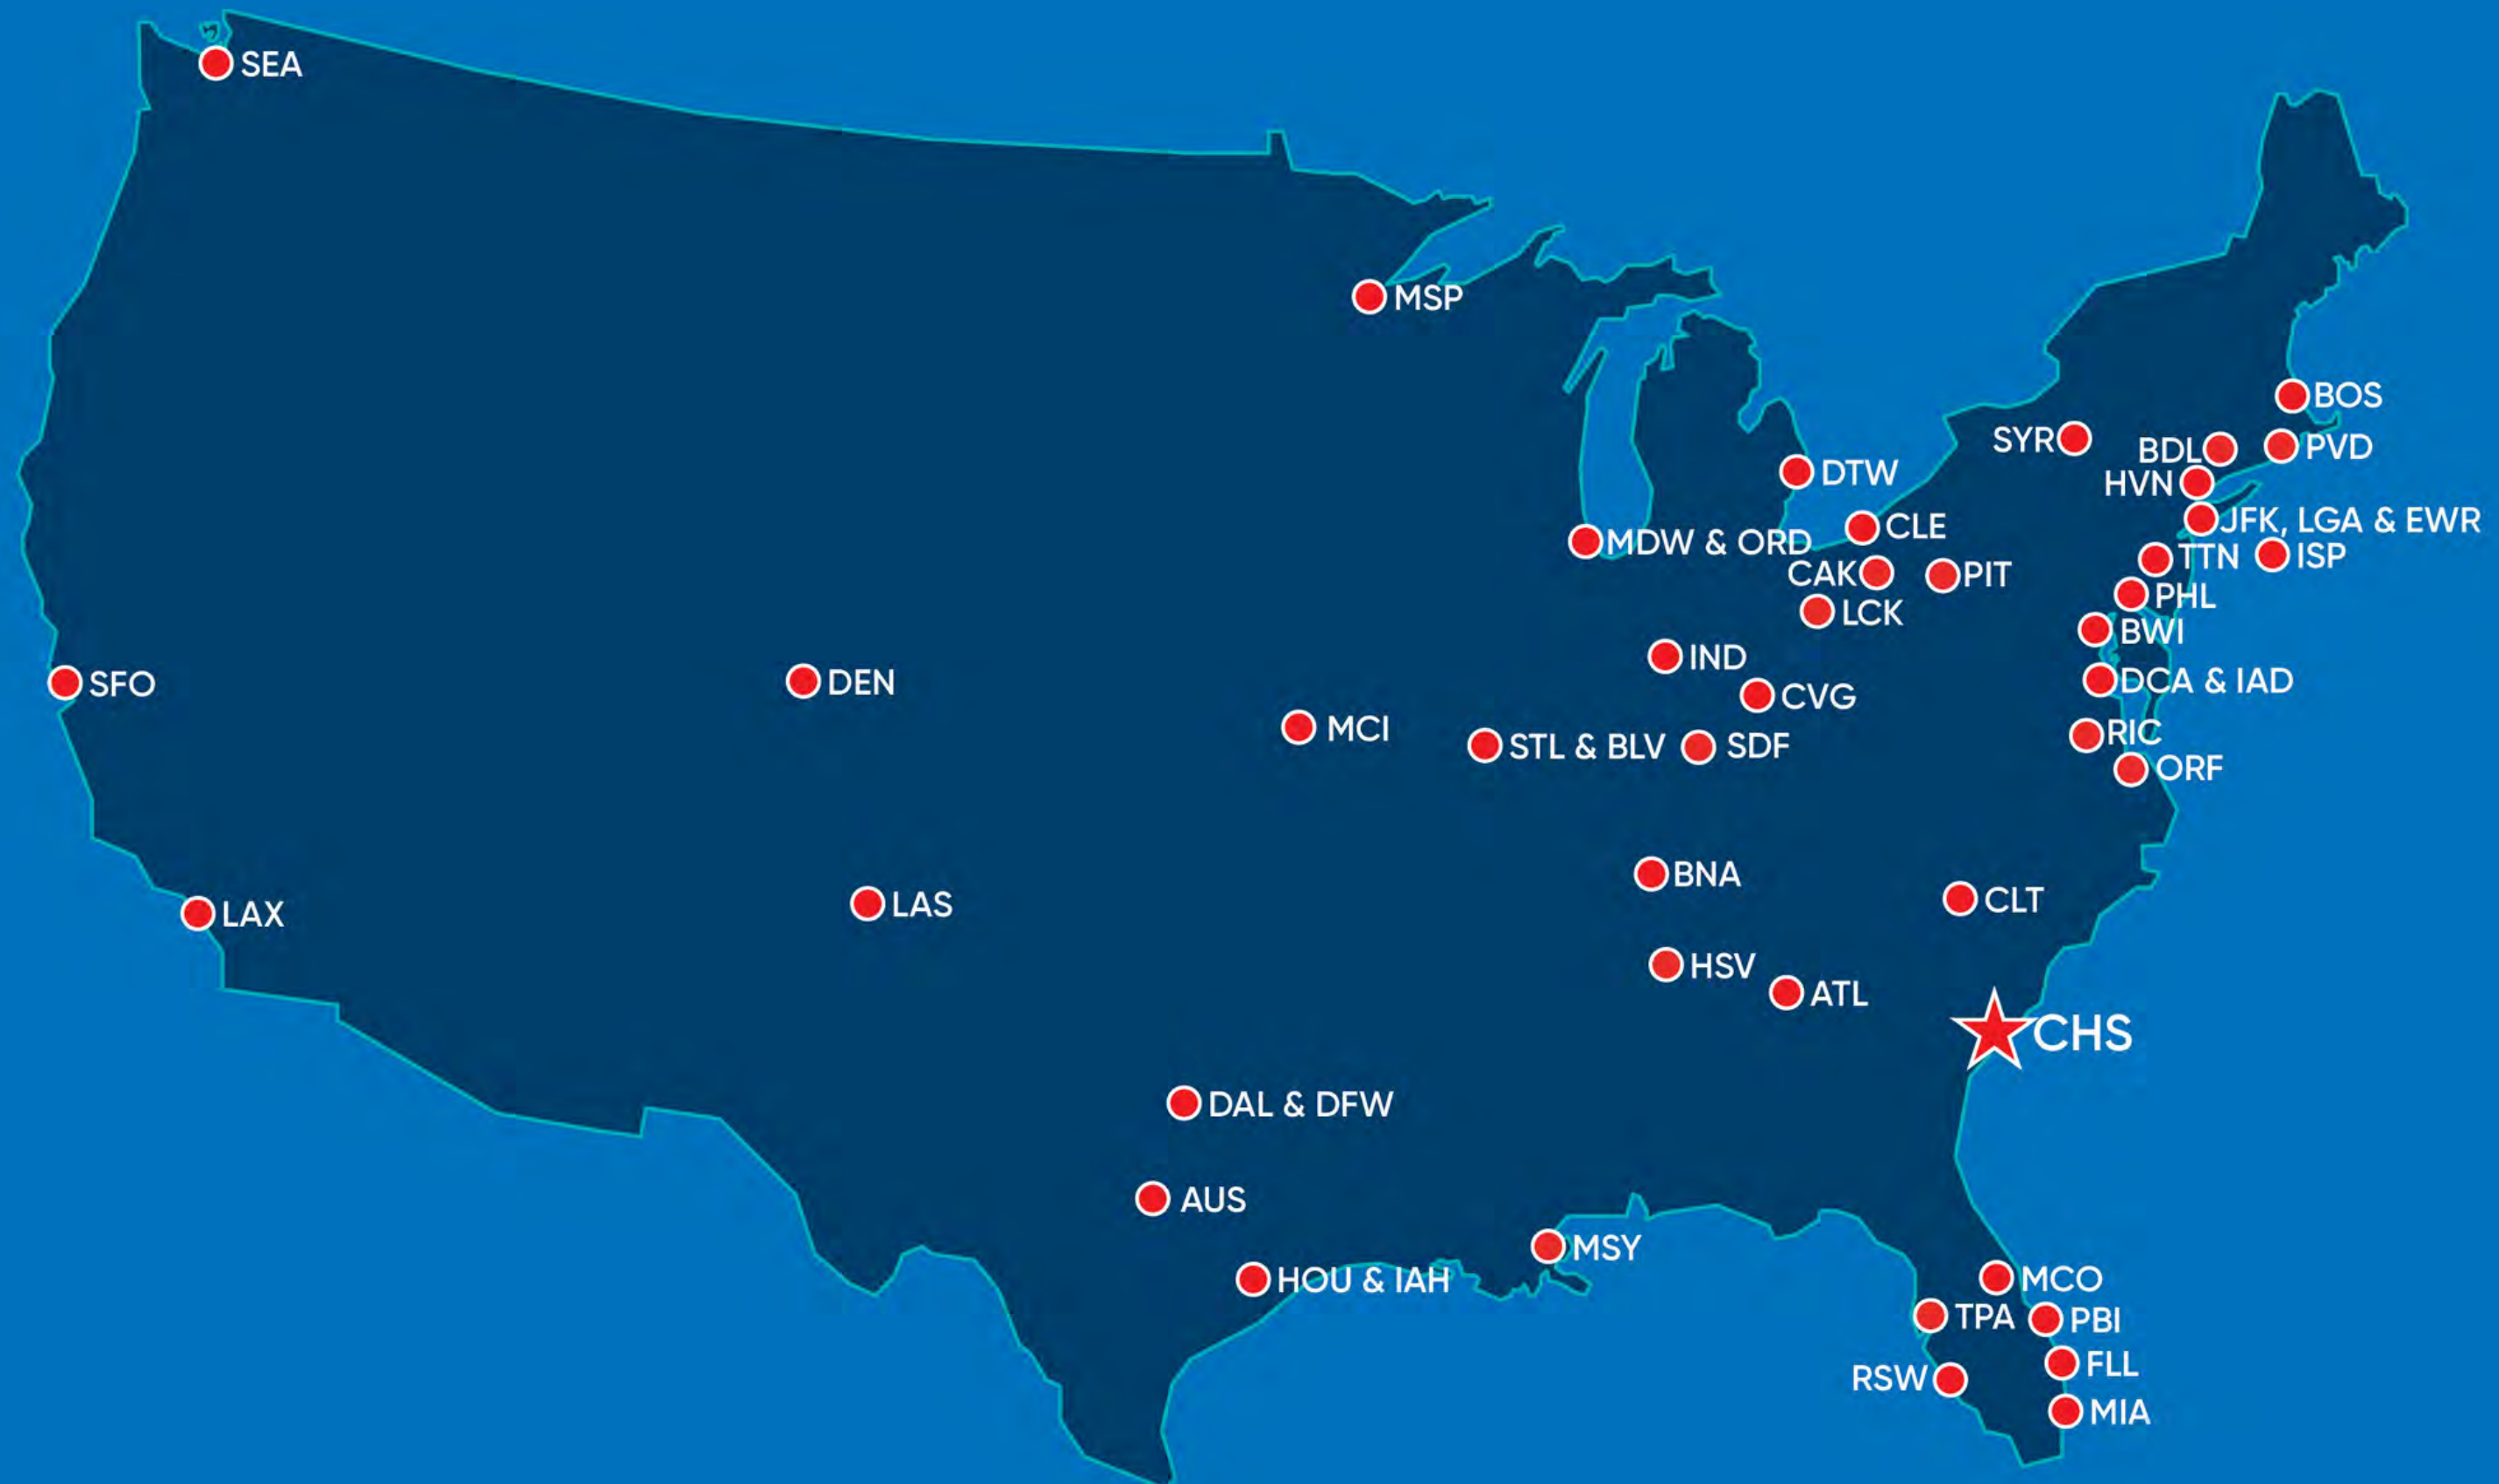 SEA
MSP
BOS
SYR
BDL
PVD
DTW
HVN
JFK, LGA & EWR
CLE
MDW & ORD
TTN
ISP
CAK
PIT
PHL
LCK
BWI
IND
DCA & IAD
SFO
DEN
CVG
MCI
RIC
STL & BLV
SDF
ORF
BNA
CLT
LAS
LAX
HSV
ATL
CHS
DAL & DFW
AUS
MSY
HOU & IAH
MCO
TPA
PBI
FLL
RSW
MIA